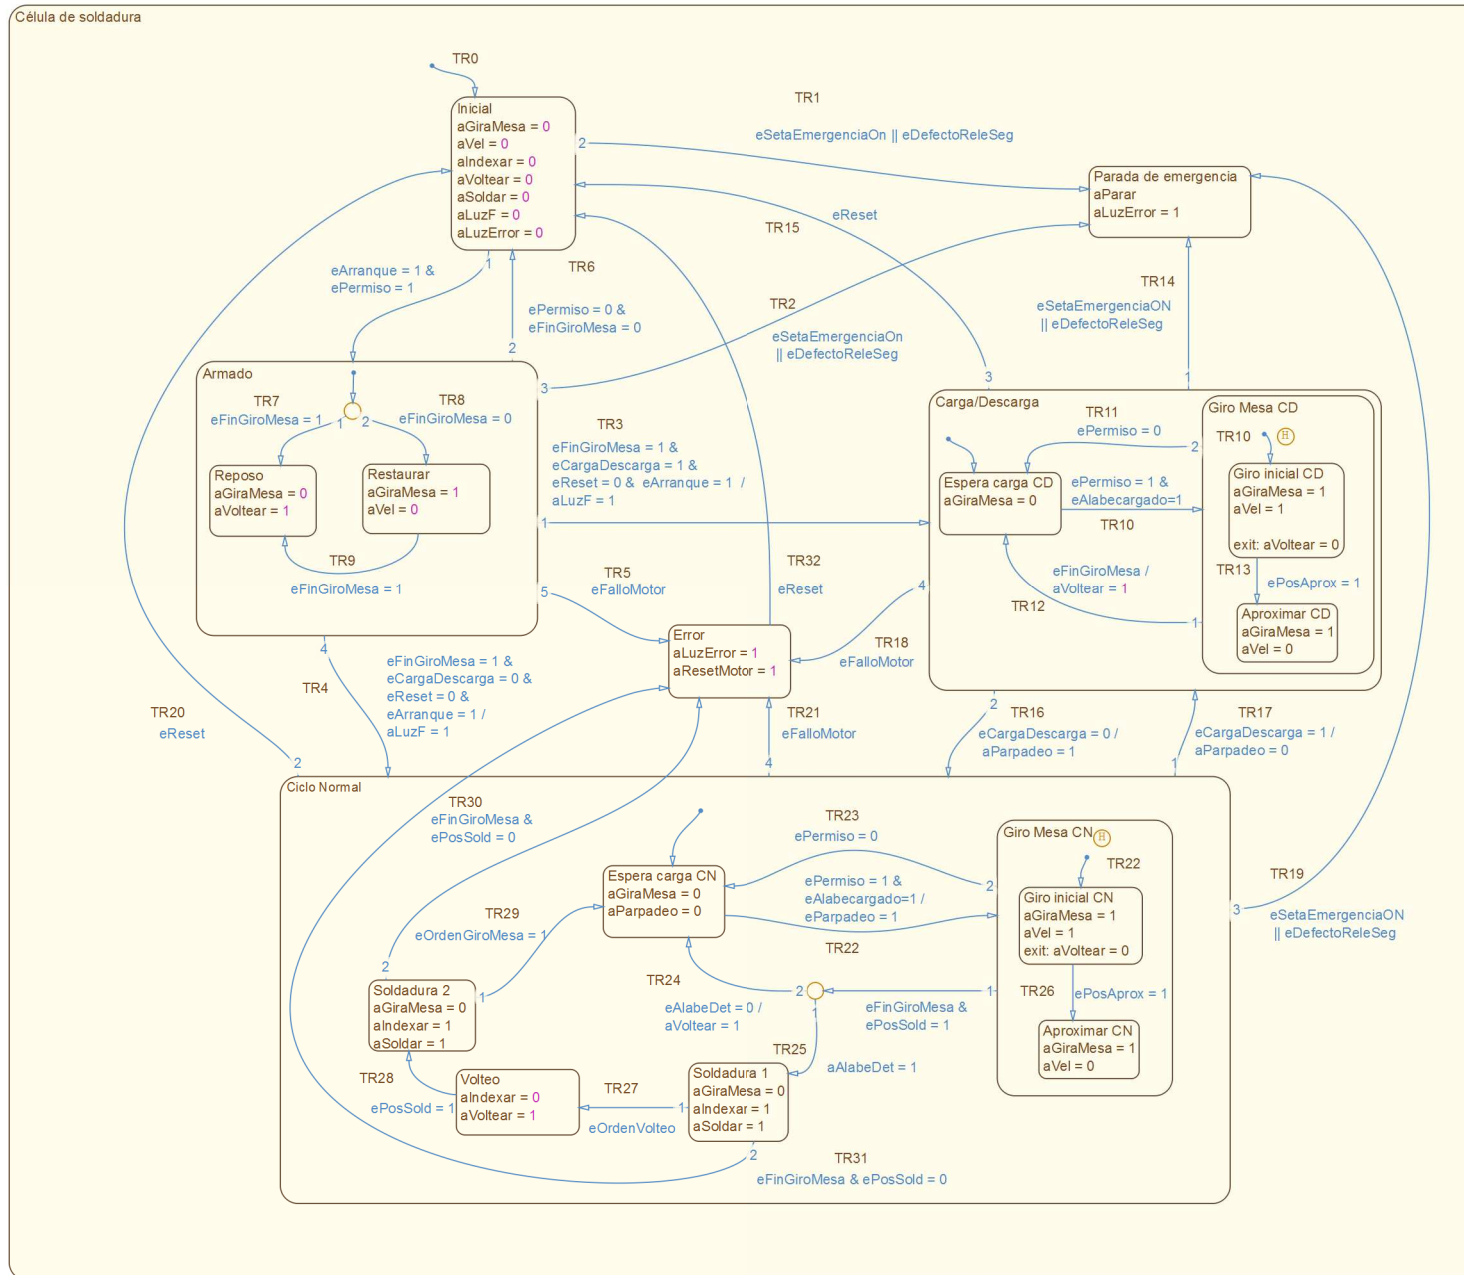 Célula de soldadura
TR0
Inicial
aGiraMesa = 0
aVel = 0
aIndexar = 0
aVoltear = 0
aSoldar = 0
aLuzF = 0
aLuzError = 0
2
1
TR1
eSetaEmergenciaOn || eDefectoReleSeg
Parada de emergencia
aParar
aLuzError = 1
eReset
TR15
TR6
ePermiso = 0 &
eFinGiroMesa = 0
2
eArranque = 1 &
ePermiso = 1
TR2
eSetaEmergenciaOn
|| eDefectoReleSeg
3
TR14
eSetaEmergenciaON
|| eDefectoReleSeg
1
3
Armado
TR7
eFinGiroMesa = 1
1
2
TR8
eFinGiroMesa = 0
Reposo
aGiraMesa = 0
aVoltear = 1
Restaurar
aGiraMesa = 1
aVel = 0
TR9
eFinGiroMesa = 1
TR3
eFinGiroMesa = 1 &
eCargaDescarga = 1 &
eReset = 0 & eArranque = 1 /
aLuzF = 1
1
Carga/Descarga
TR11
ePermiso = 0
2
Espera carga CD
aGiraMesa = 0
ePermiso = 1 &
eAlabecargado=1
TR10
Giro Mesa CD
TR10
H
Giro inicial CD
aGiraMesa = 1
aVel = 1
exit: aVoltear = 0
TR13
ePosAprox = 1
Aproximar CD
aGiraMesa = 1
aVel = 0
eFinGiroMesa /
aVoltear = 1
TR12
1
TR5
eFalloMotor
5
TR32
eReset
4
TR18
eFalloMotor
Error
aLuzError = 1
aResetMotor = 1
4
TR4
eFinGiroMesa = 1 &
eCargaDescarga = 0 &
eReset = 0 &
eArranque = 1 /
aLuzF = 1
TR20
eReset
2
TR21
eFalloMotor
4
2
TR16
eCargaDescarga = 0 /
aParpadeo = 1
TR17
eCargaDescarga = 1 /
aParpadeo = 0
1
Ciclo Normal
TR30
eFinGiroMesa &
ePosSold = 0
TR23
ePermiso = 0
2
Espera carga CN
aGiraMesa = 0
aParpadeo = 0
ePermiso = 1 &
eAlabecargado=1 /
eParpadeo = 1
TR22
Giro Mesa CN
H
TR22
Giro inicial CN
aGiraMesa = 1
aVel = 1
exit: aVoltear = 0
TR26
ePosAprox = 1
Aproximar CN
aGiraMesa = 1
aVel = 0
TR19
3
eSetaEmergenciaON
|| eDefectoReleSeg
TR29
eOrdenGiroMesa = 1
2
1
Soldadura 2
aGiraMesa = 0
aIndexar = 1
aSoldar = 1
TR24
eAlabeDet = 0 /
aVoltear = 1
2
1
eFinGiroMesa &
ePosSold = 1
1
TR25
aAlabeDet = 1
TR28
ePosSold = 1
Volteo
aIndexar = 0
aVoltear = 1
TR27
eOrdenVolteo
1
Soldadura 1
aGiraMesa = 0
aIndexar = 1
aSoldar = 1
2
TR31
eFinGiroMesa & ePosSold = 0